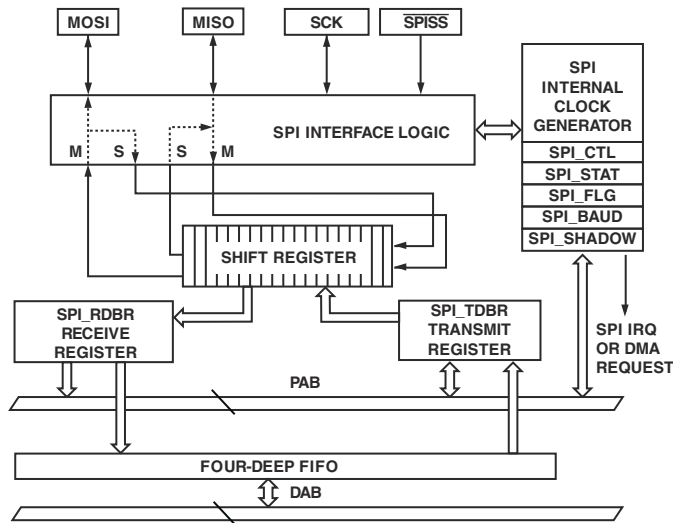 MOSI
MISO
SCK
SPISS
SPI
INTERNAL
CLOCK
GENERATOR
SPI INTERFACE LOGIC
M
S
S
M
SPI_CTL
SPI_STAT
SPI_FLG
SPI_BAUD
SPI_SHADOW
SHIFT REGISTER
SPI_RDBR
RECEIVE
REGISTER
SPI_TDBR
TRANSMIT
REGISTER
SPI IRQ
OR DMA
REQUEST
PAB
FOUR-DEEP FIFO
DAB